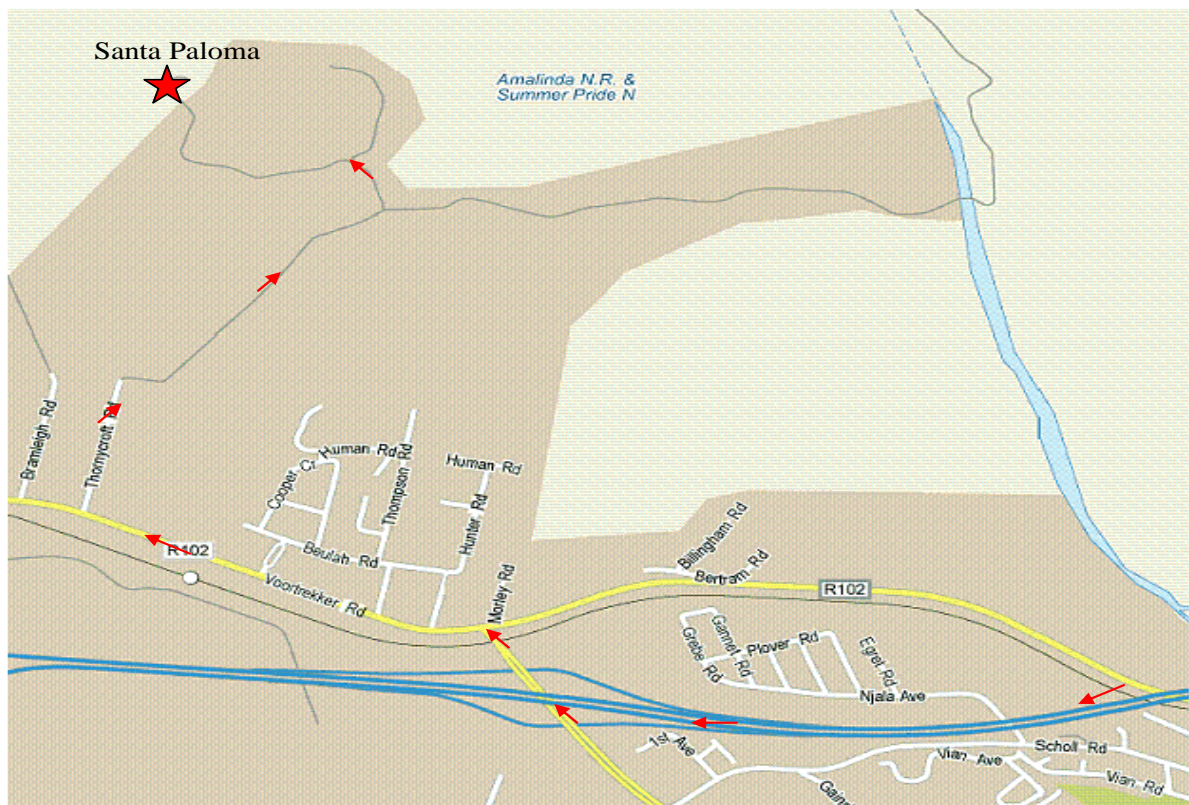 Santa Paloma
Amalinda N.R. &
Summer Pride N
Bramleigh Rd
Thornycroft Rd
Cooper Cr
Human Rd
Thompson Rd
Human Rd
Hunter Rd
Beulah Rd
R102
Voortrekker Rd
Morley Rd
Billingham Rd
Bertram Rd
R102
Gannet Rd
Grebe Rd
Plover Rd
Egret Rd
Njala Ave
1st Ave
Scholl Rd
Vian Ave
Vian Rd